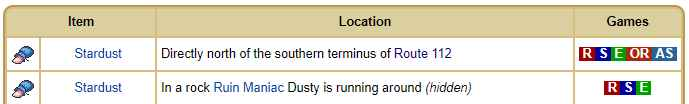 Item Location Games
Stardust Directly north of the southern terminus of Route 112 R S E OR AS
Stardust In a rock Ruin Maniac Dusty is running around (hidden) R S E